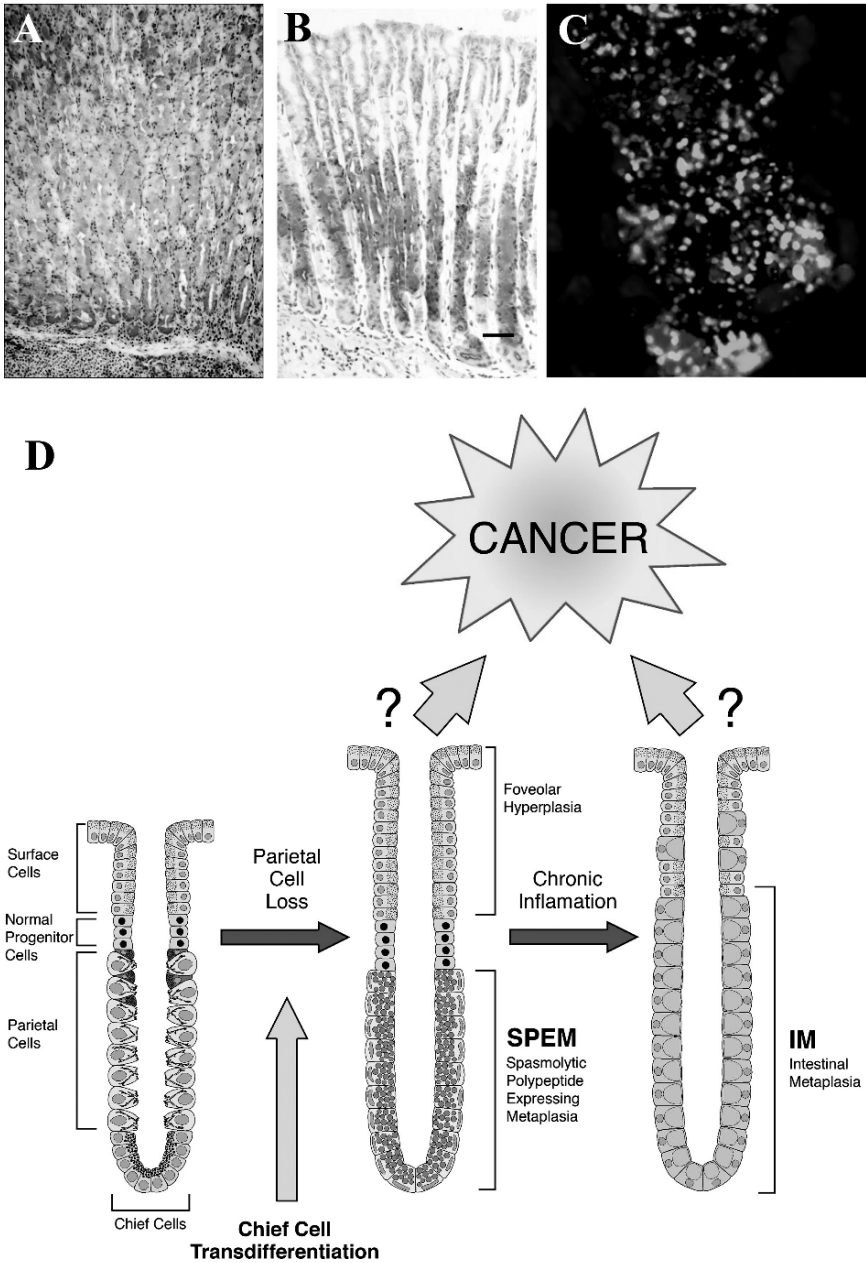 A
B
C
D
CANCER
?
?
Foveolar
Hyperplasia
Surface
Cells
Parietal
Cell
Loss
Chronic
Inflamation
Normal
Progenitor
Cells
Parietal
Cells
SPEM
Spasmolytic
Polypeptide
Expressing
Metaplasia
IM
Intestinal
Metaplasia
Chief Cells
Chief Cell
Transdifferentiation